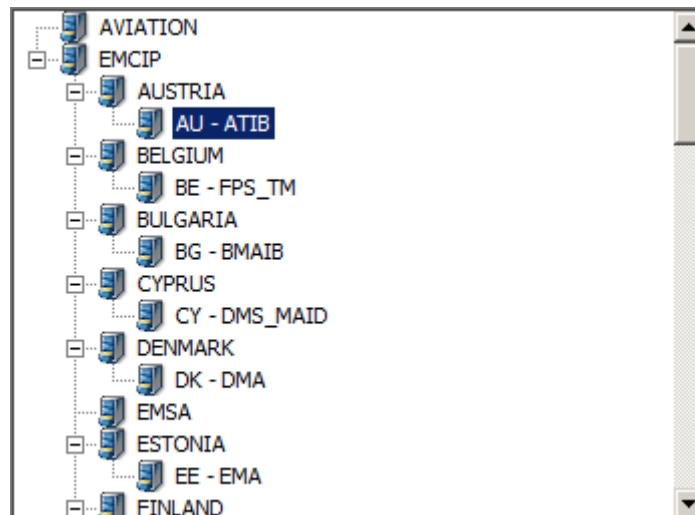 AVIATION
EMCIP
AUSTRIA
AU - ATIB
BELGIUM
BE - FPS_TM
BULGARIA
BG - BMAIB
CYPRUS
CY - DMS_MAID
DENMARK
DK - DMA
EMSA
ESTONIA
EE - EMA
FINLAND